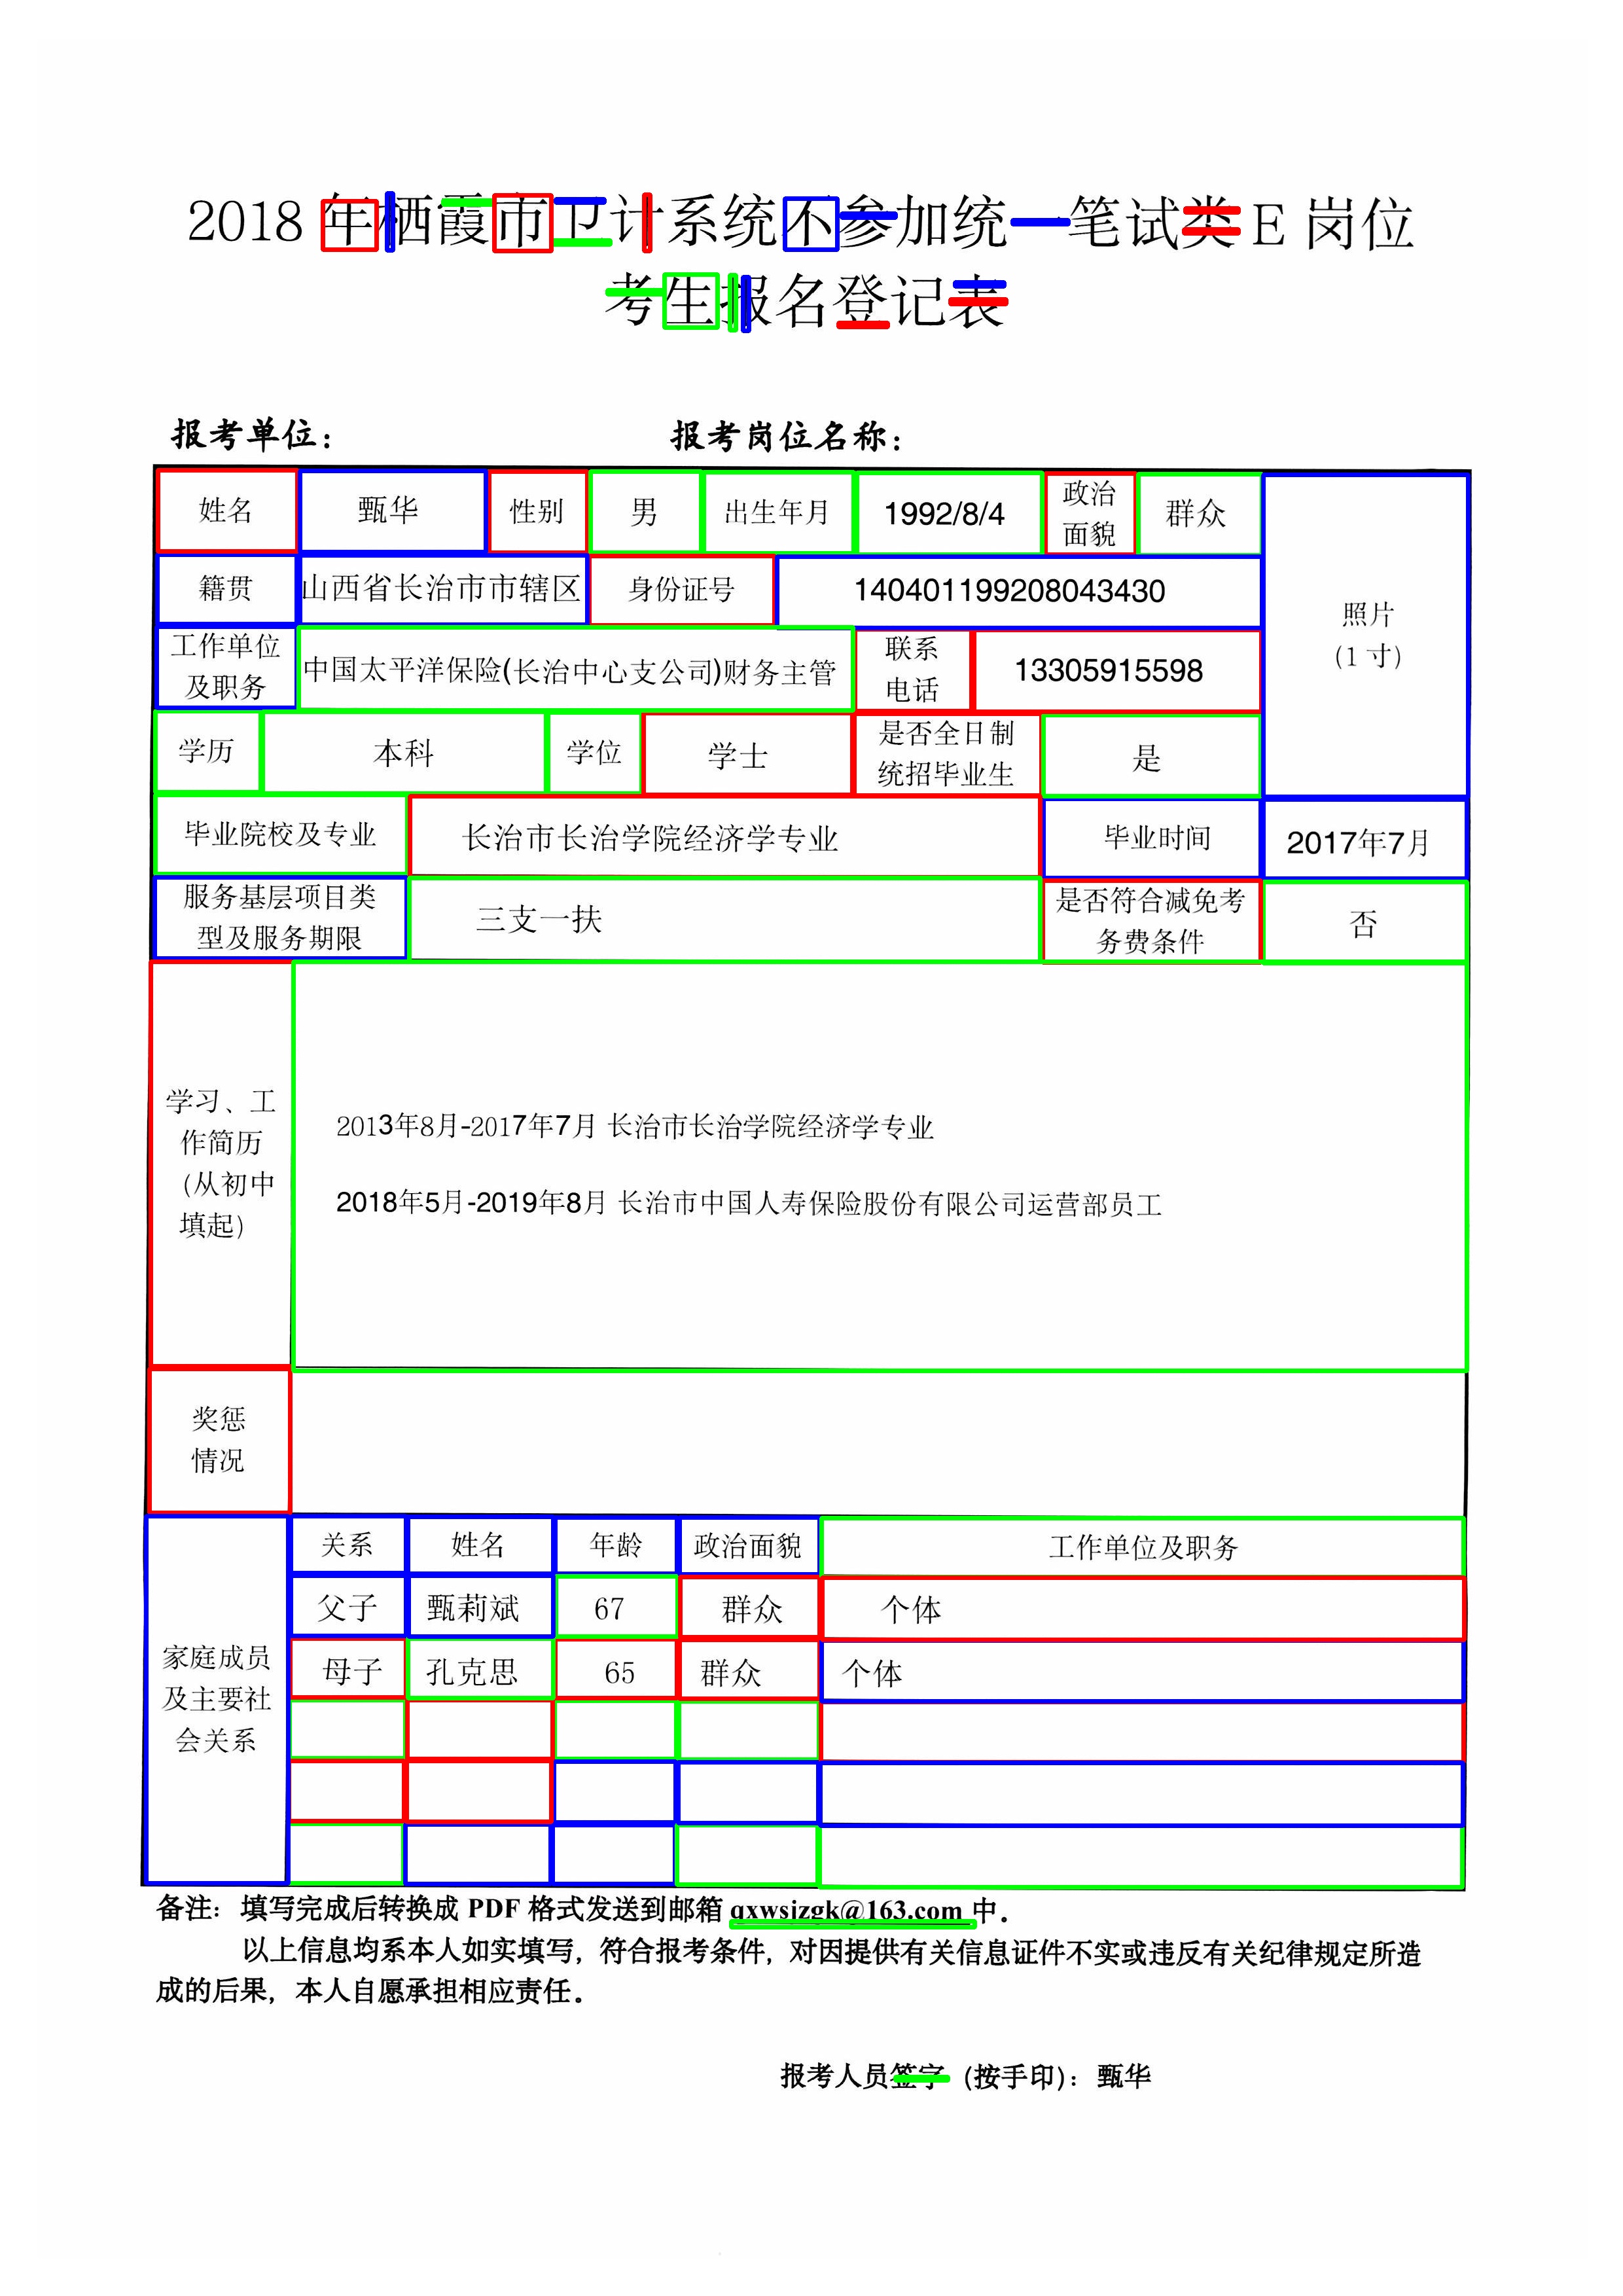 2018 年栖霞市卫计系统不参加统一笔试类 E 岗位
考生报名登记表
报考单位： 报考岗位名称：
姓名 甄华 性别 男 出生年月 1992/8/4 政治面貌 群众
籍贯 山西省长治市市辖区 身份证号 140401199208043430
照片
(1 寸)
工作单位
及职务
中国太平洋保险(长治中心支公司)财务主管
联系
电话
13305915598
学历 本科 学位 学士
是否全日制
统招毕业生
是
毕业院校及专业 长治市长治学院经济学专业 毕业时间 2017年7月
服务基层项目类
型及服务期限
三支一扶
是否符合减免考
务费条件
否
学习、工
作简历
(从初中
填起)
2013年8月-2017年7月 长治市长治学院经济学专业
2018年5月-2019年8月 长治市中国人寿保险股份有限公司运营部员工
奖惩
情况
家庭成员
及主要社
会关系
关系 姓名 年龄 政治面貌 工作单位及职务
父子 甄莉斌 67 群众 个体
母子 孔克思 65 群众 个体
备注：填写完成后转换成 PDF 格式发送到邮箱 qxwsjzgk@163.com 中。
以上信息均系本人如实填写，符合报考条件，对因提供有关信息证件不实或违反有关纪律规定所造
成的后果，本人自愿承担相应责任。
报考人员签字（按手印）：甄华